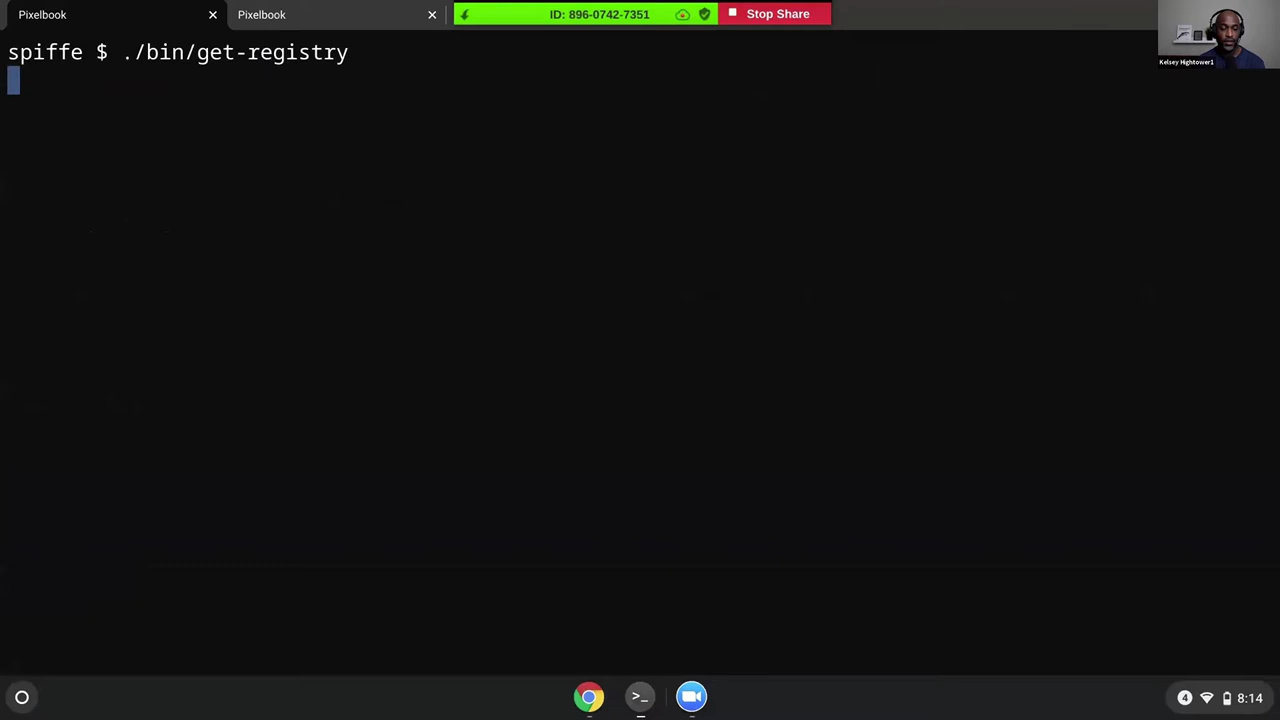 Pixelbook
Pixelbook
ID: 896-0742-7351
Stop Share
Kelsey Hightower1
spiffe $ ./bin/get-registry
>_
4
8:14